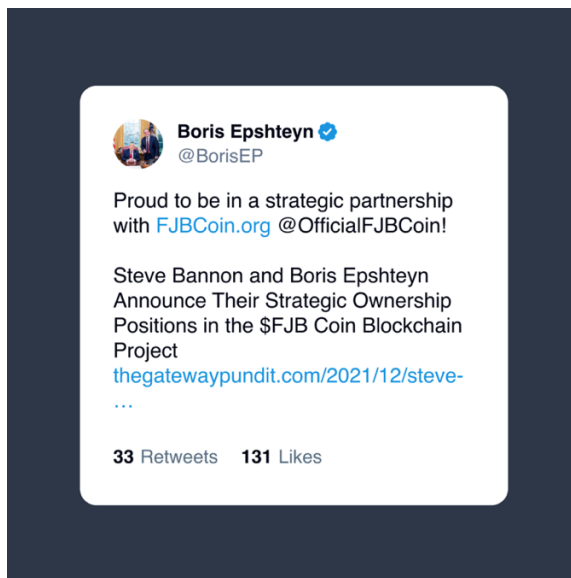 Boris Epshteyn
@BorisEP
Proud to be in a strategic partnership
with FJBCoin.org @OfficialFJBCoin!
Steve Bannon and Boris Epshteyn
Announce Their Strategic Ownership
Positions in the $FJB Coin Blockchain
Project
thegatewaypundit.com/2021/12/steve-
…
33 Retweets 131 Likes